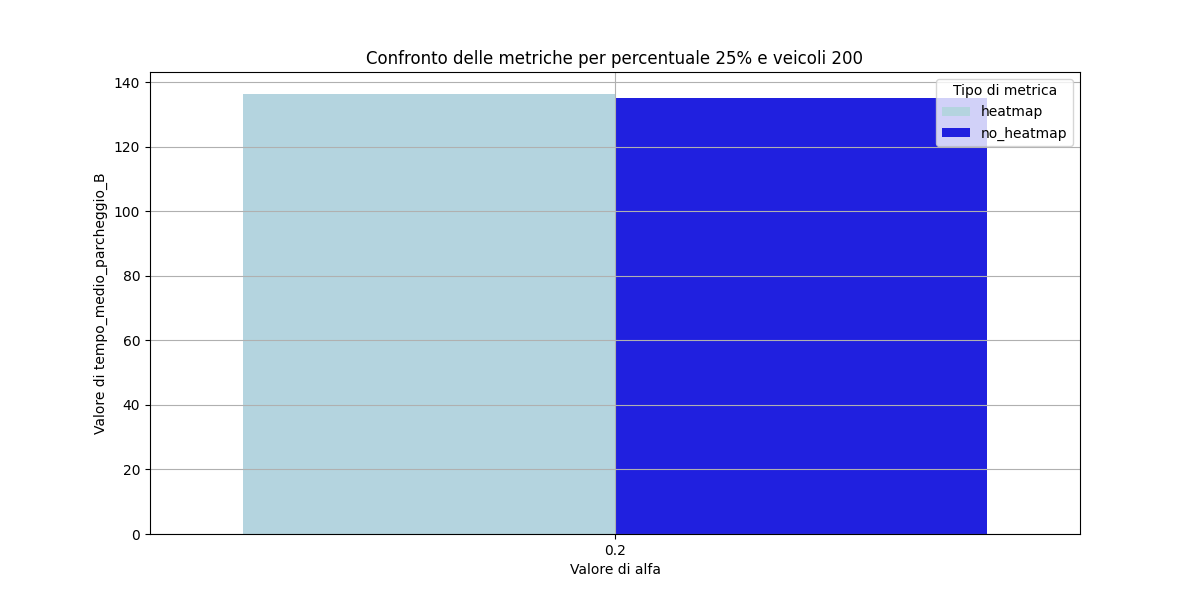 Confronto delle metriche per percentuale 25% e veicoli 200
Valore di tempo_medio_parcheggio_B
140
120
100
80
60
40
20
0
Tipo di metrica
heatmap
no_heatmap
0.2
Valore di alfa